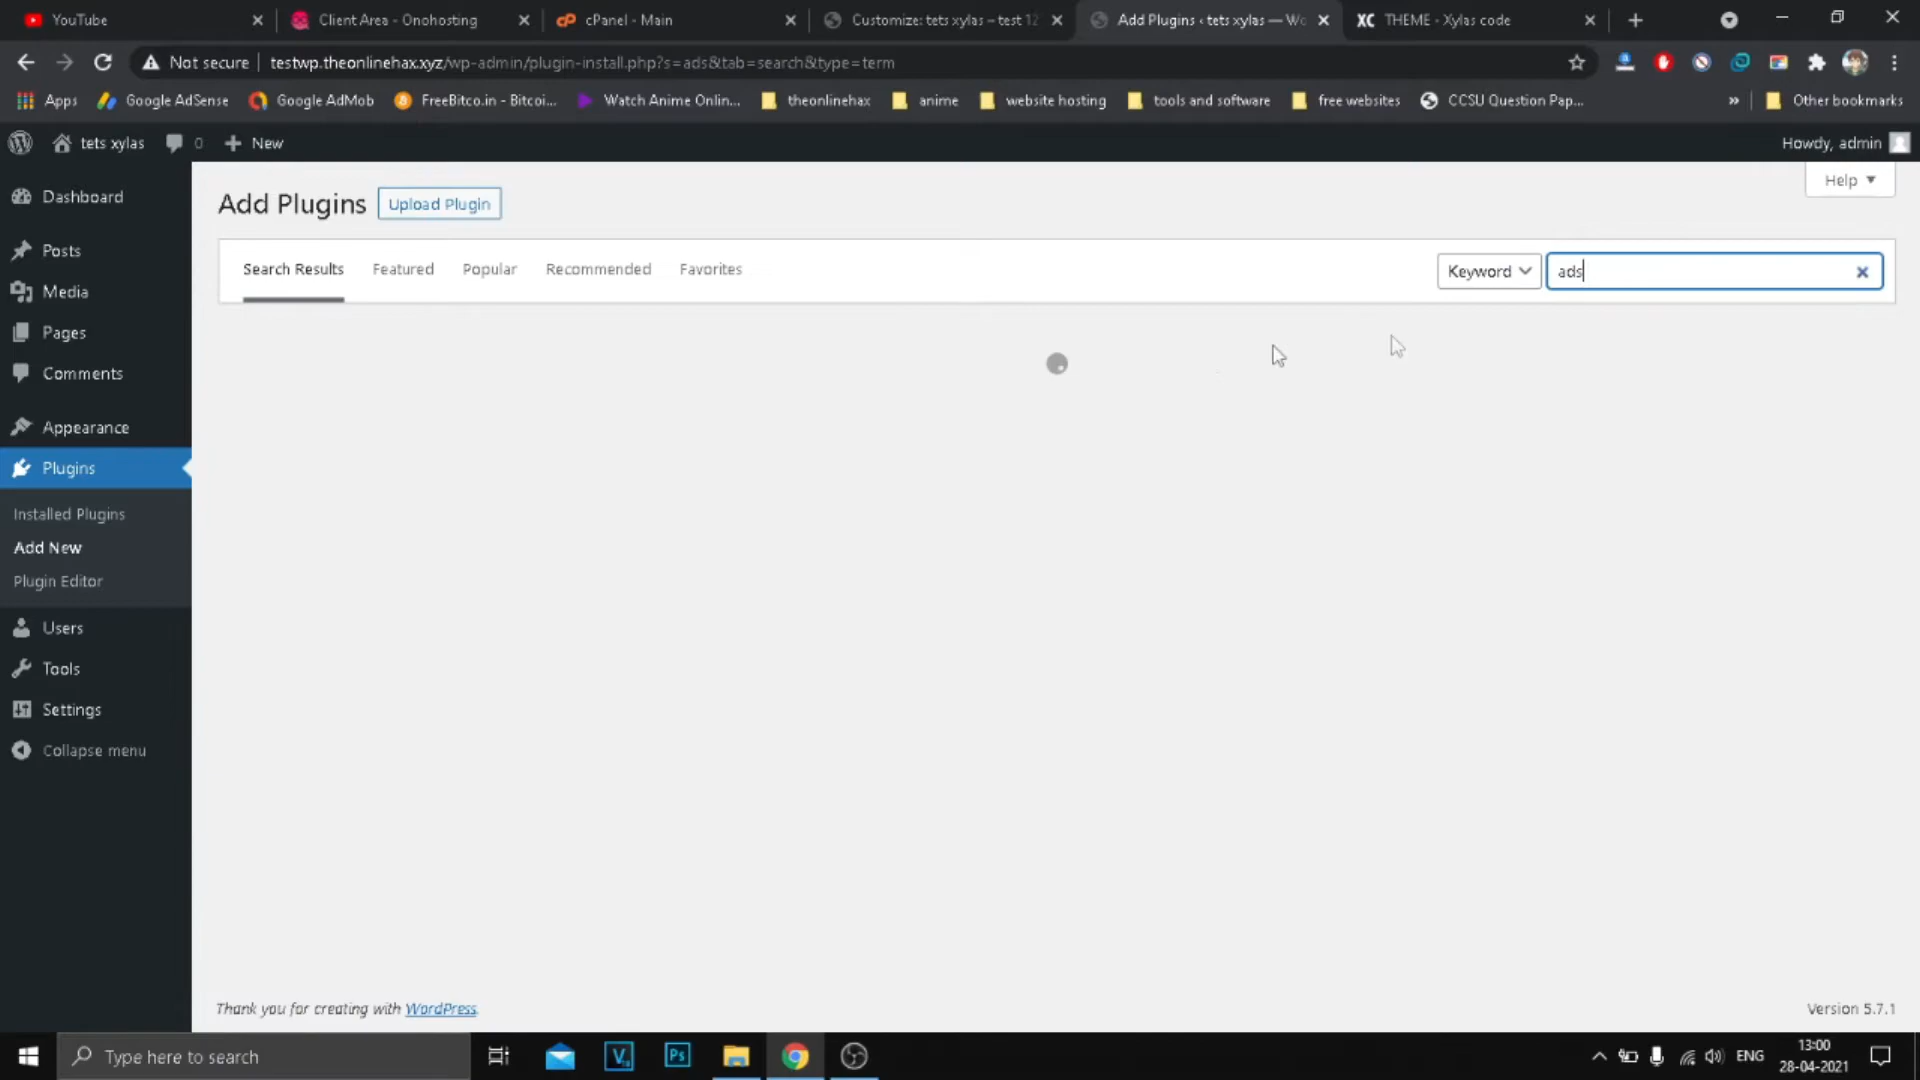 YouTube
Client Area - Onohosting
cPanel - Main
Customize: tets xylas – test 12
Add Plugins ‹ tets xylas — Wo
THEME - Xylas code
Not secure
testwp.theonlinehax.xyz/wp-admin/plugin-install.php?s=ads&tab=search&type=term
Apps
Google AdSense
Google AdMob
FreeBitco.in - Bitcoi...
Watch Anime Onlin...
theonlinehax
anime
website hosting
tools and software
free websites
CCSU Question Pap...
»
Other bookmarks
tets xylas
0
New
Howdy, admin
Dashboard
Posts
Media
Pages
Comments
Appearance
Plugins
Installed Plugins
Add New
Plugin Editor
Users
Tools
Settings
Collapse menu
Help
Add Plugins
Upload Plugin
Search Results
Featured
Popular
Recommended
Favorites
Keyword
ads
Thank you for creating with WordPress.
Version 5.7.1
Type here to search
ENG
13:00
28-04-2021